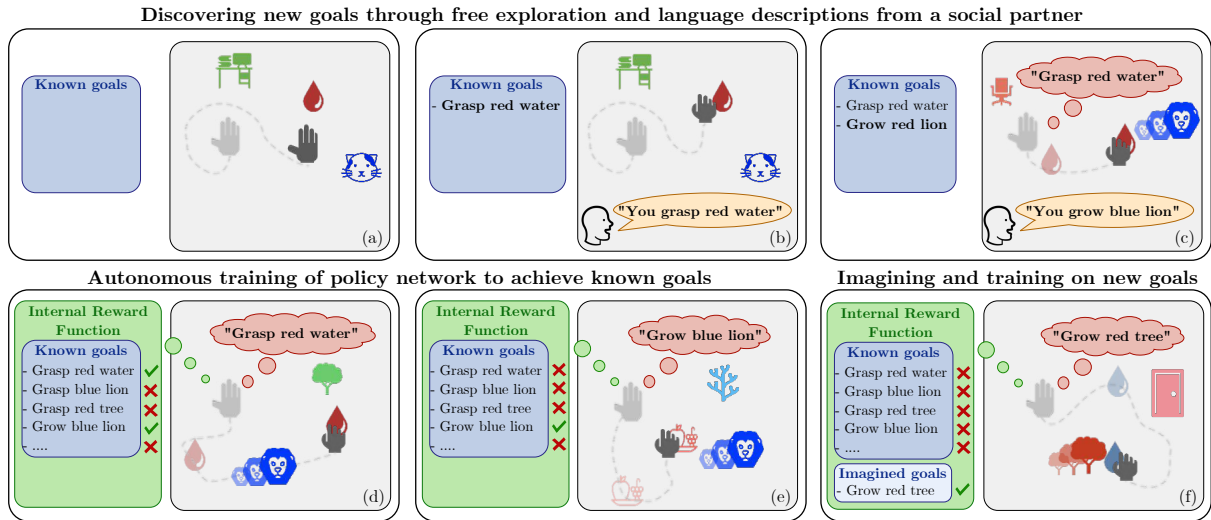 Discovering new goals through free exploration and language descriptions from a social partner
Known goals
(a)
Known goals
- Grasp red water
"You grasp red water"
(b)
Known goals
- Grasp red water
- Grow red lion
"Grasp red water"
"You grow blue lion"
(c)
Autonomous training of policy network to achieve known goals
Internal Reward
Function
Known goals
- Grasp red water
- Grasp blue lion
- Grasp red tree
- Grow blue lion
- ....
"Grasp red water"
(d)
Internal Reward
Function
Known goals
- Grasp red water
- Grasp blue lion
- Grasp red tree
- Grow blue lion
- ....
"Grow blue lion"
(e)
Imagining and training on new goals
Internal Reward
Function
Known goals
- Grasp red water
- Grasp blue lion
- Grasp red tree
- Grow blue lion
- ....
Imagined goals
- Grow red tree
"Grow red tree"
(f)